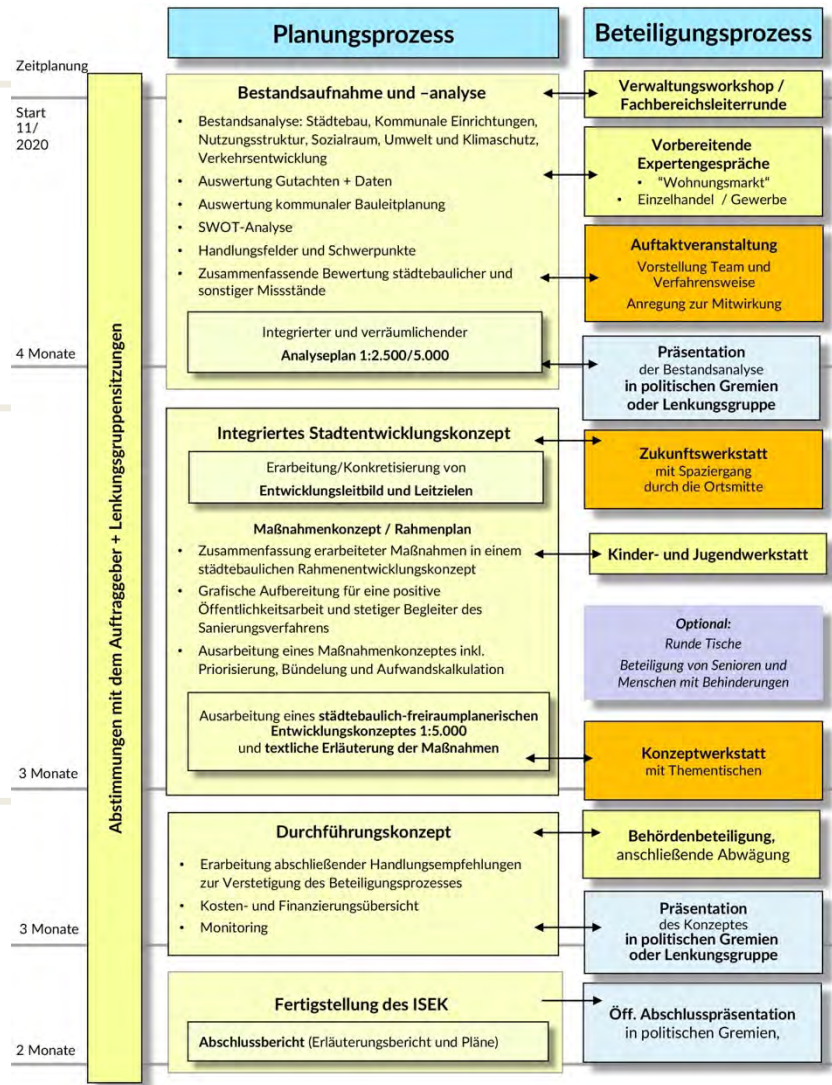 Planungsprozess
Beteiligungsprozess
Zeitplanung
Start
11/
2020
4 Monate
3 Monate
3 Monate
2 Monate
Abstimmungen mit dem Auftraggeber + Lenkungsgruppensitzungen
Bestandsaufnahme und –analyse
• Bestandsanalyse: Städtebau, Kommunale Einrichtungen,
Nutzungsstruktur, Sozialraum, Umwelt und Klimaschutz,
Verkehrsentwicklung
• Auswertung Gutachten + Daten
• Auswertung kommunaler Bauleitplanung
• SWOT-Analyse
• Handlungsfelder und Schwerpunkte
• Zusammenfassende Bewertung städtebaulicher und
sonstiger Missstände
Integrierter und verräumlichender
Analyseplan 1:2.500/5.000
Integriertes Stadtentwicklungskonzept
Erarbeitung/Konkretisierung von
Entwicklungsleitbild und Leitzielen
Maßnahmenkonzept / Rahmenplan
• Zusammenfassung erarbeiteter Maßnahmen in einem
städtebaulichen Rahmenentwicklungskonzept
• Grafische Aufbereitung für eine positive
Öffentlichkeitsarbeit und stetiger Begleiter des
Sanierungsverfahrens
• Ausarbeitung eines Maßnahmenkonzeptes inkl.
Priorisierung, Bündelung und Aufwandskalkulation
Ausarbeitung eines städtebaulich-freiraumplanerischen
Entwicklungskonzeptes 1:5.000
und textliche Erläuterung der Maßnahmen
Durchführungskonzept
• Erarbeitung abschließender Handlungsempfehlungen
zur Verstetigung des Beteiligungsprozesses
• Kosten- und Finanzierungsübersicht
• Monitoring
Fertigstellung des ISEK
Abschlussbericht (Erläuterungsbericht und Pläne)
Verwaltungsworkshop /
Fachbereichsleiterrunde
Vorbereitende
Expertengespräche
• "Wohnungsmarkt"
• Einzelhandel / Gewerbe
Auftaktveranstaltung
Vorstellung Team und
Verfahrensweise
Anregung zur Mitwirkung
Präsentation
der Bestandsanalyse
in politischen Gremien
oder Lenkungsgruppe
Zukunftswerkstatt
mit Spaziergang
durch die Ortsmitte
Kinder- und Jugendwerkstatt
Optional:
Runde Tische
Beteiligung von Senioren und
Menschen mit Behinderungen
Konzeptwerkstatt
mit Thementischen
Behördenbeteiligung,
anschließende Abwägung
Präsentation
des Konzeptes
in politischen Gremien
oder Lenkungsgruppe
Öff. Abschlusspräsentation
in politischen Gremien,